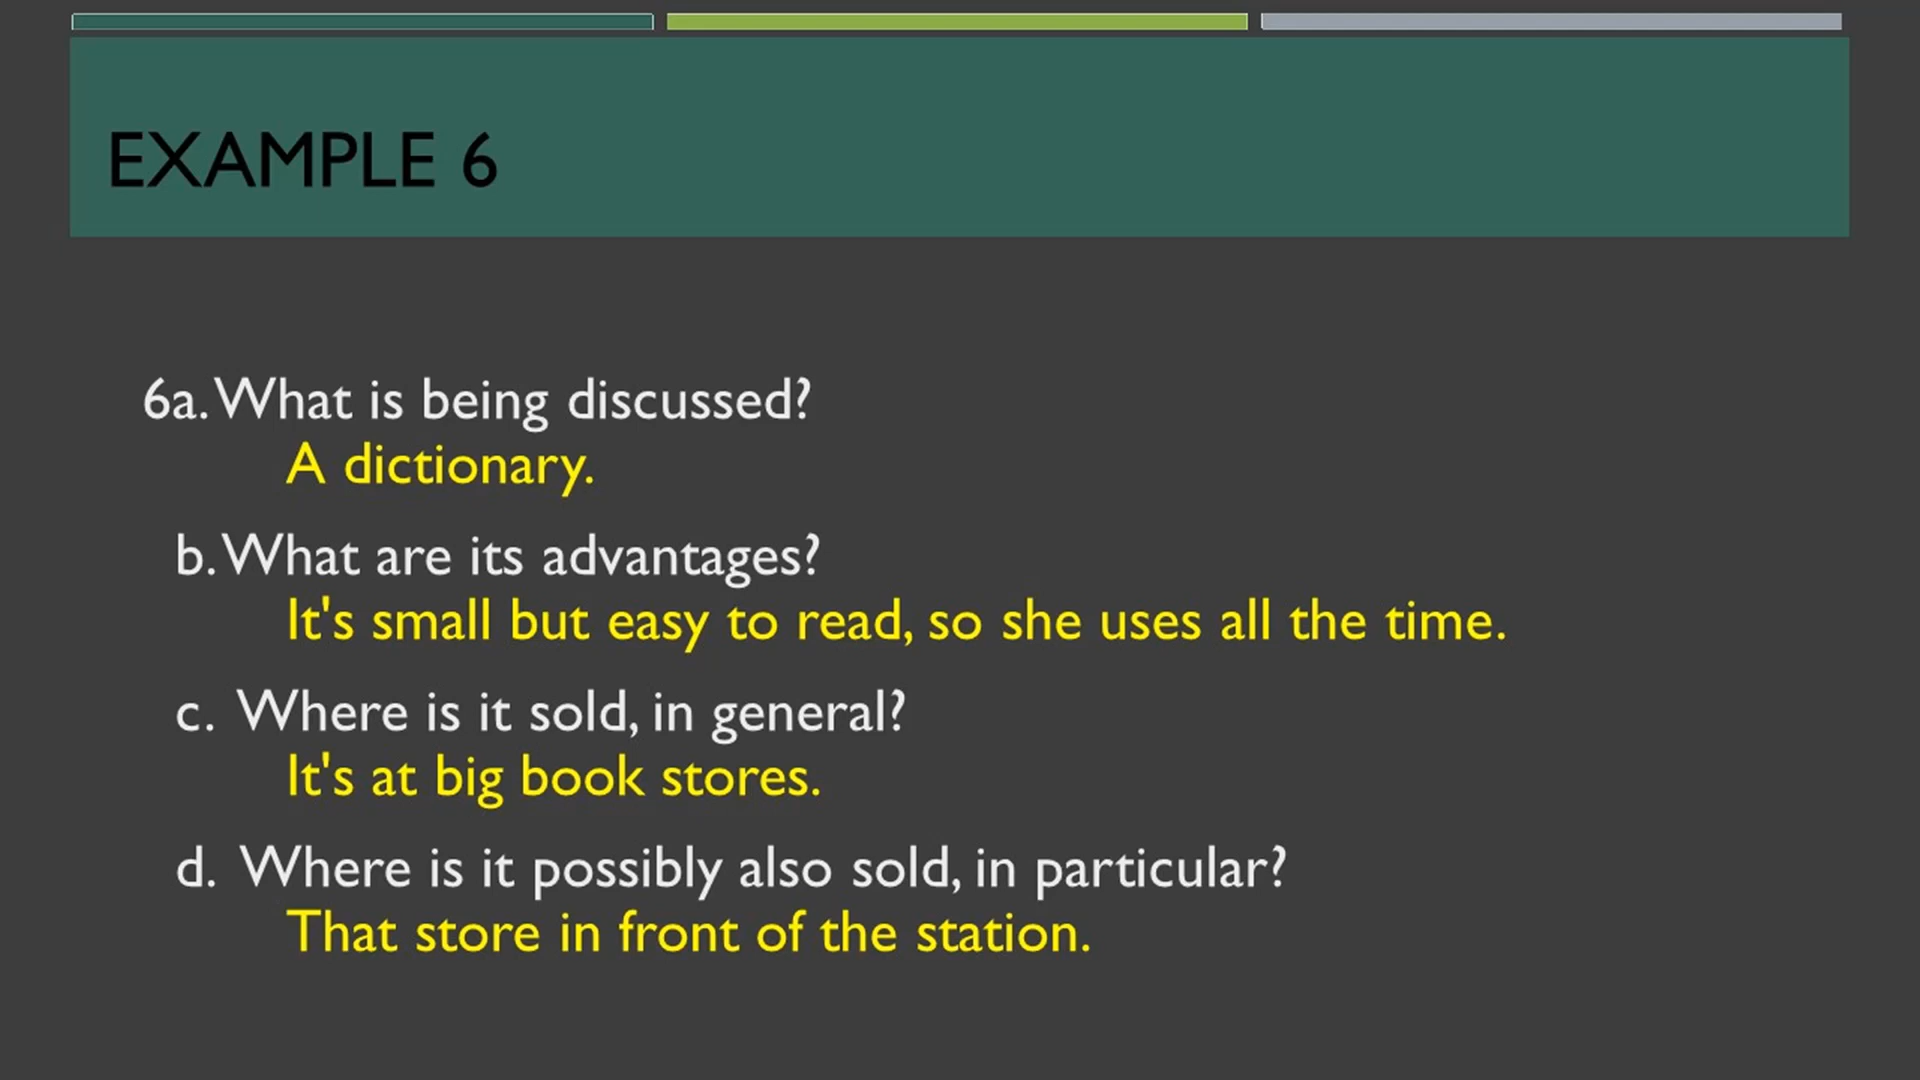 EXAMPLE 6
6a. What is being discussed?
A dictionary.
b. What are its advantages?
It's small but easy to read, so she uses all the time.
c. Where is it sold, in general?
It's at big book stores.
d. Where is it possibly also sold, in particular?
That store in front of the station.